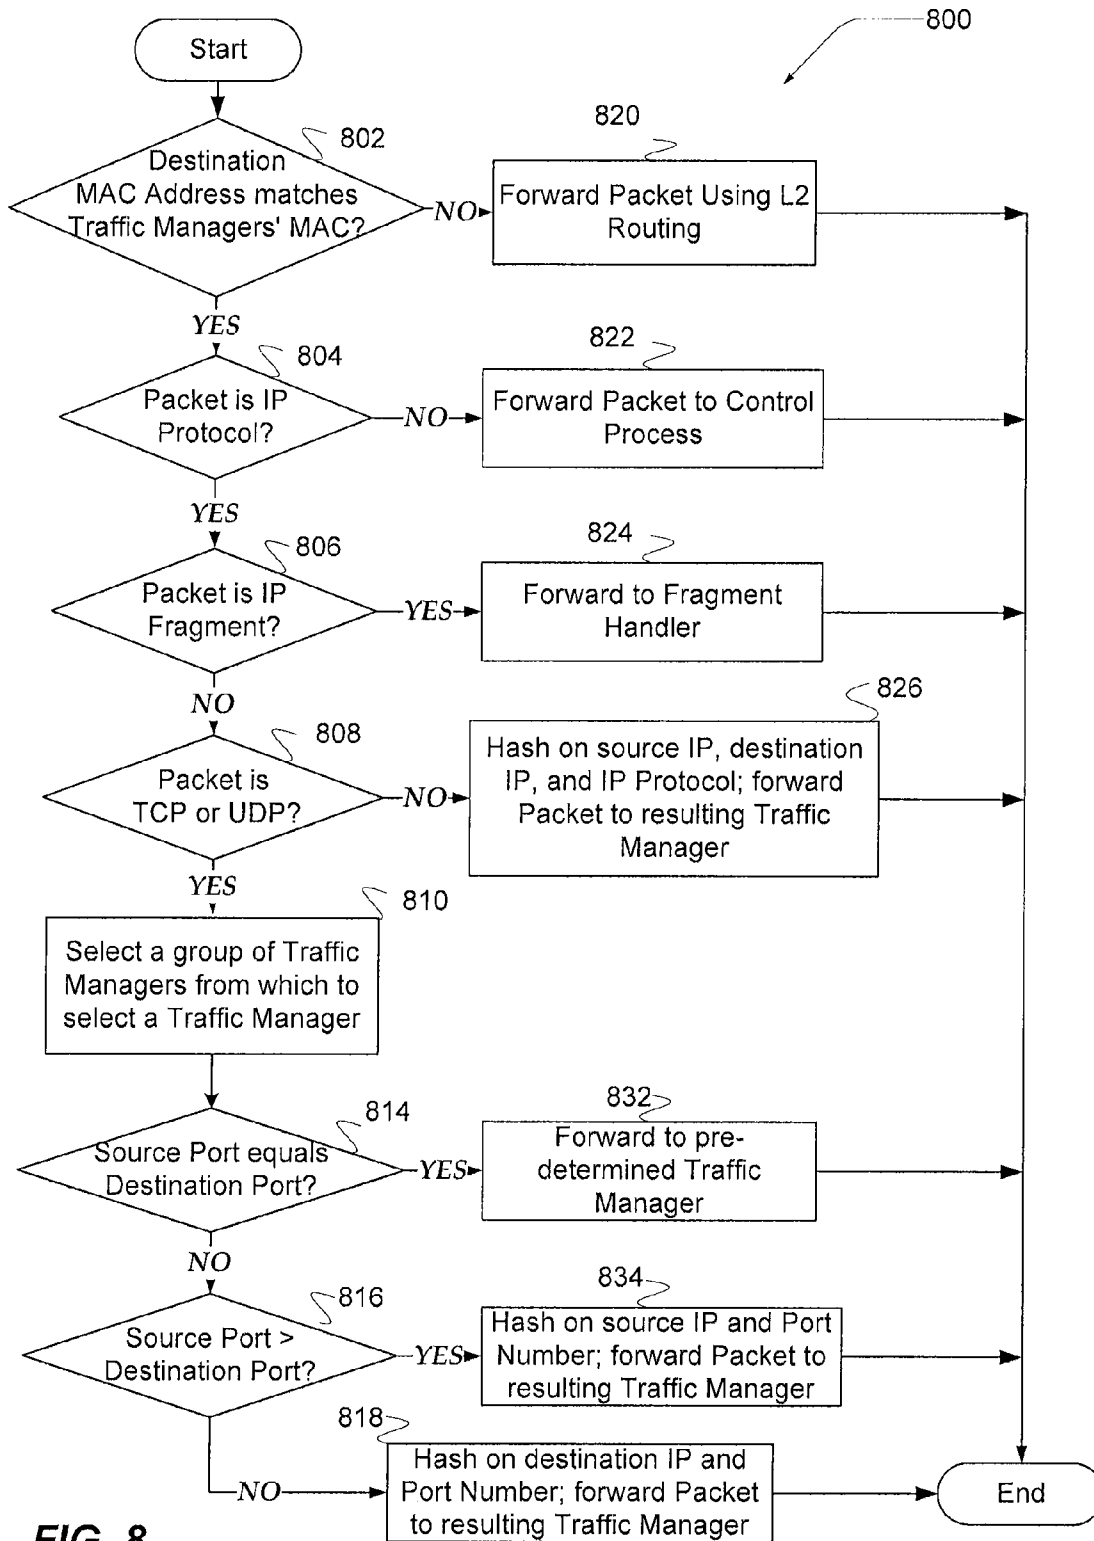 800
Start
802
Destination
MAC Address matches
Traffic Managers' MAC?
NO
820
Forward Packet Using L2
Routing
YES
804
Packet is IP
Protocol?
NO
822
Forward Packet to Control
Process
YES
806
Packet is IP
Fragment?
YES
824
Forward to Fragment
Handler
NO
808
Packet is
TCP or UDP?
NO
826
Hash on source IP, destination
IP, and IP Protocol; forward
Packet to resulting Traffic
Manager
YES
810
Select a group of Traffic
Managers from which to
select a Traffic Manager
814
Source Port equals
Destination Port?
YES
832
Forward to pre-
determined Traffic
Manager
NO
816
Source Port >
Destination Port?
YES
834
Hash on source IP and Port
Number; forward Packet to
resulting Traffic Manager
NO
818
Hash on destination IP and
Port Number; forward Packet
to resulting Traffic Manager
End
FIG. 8